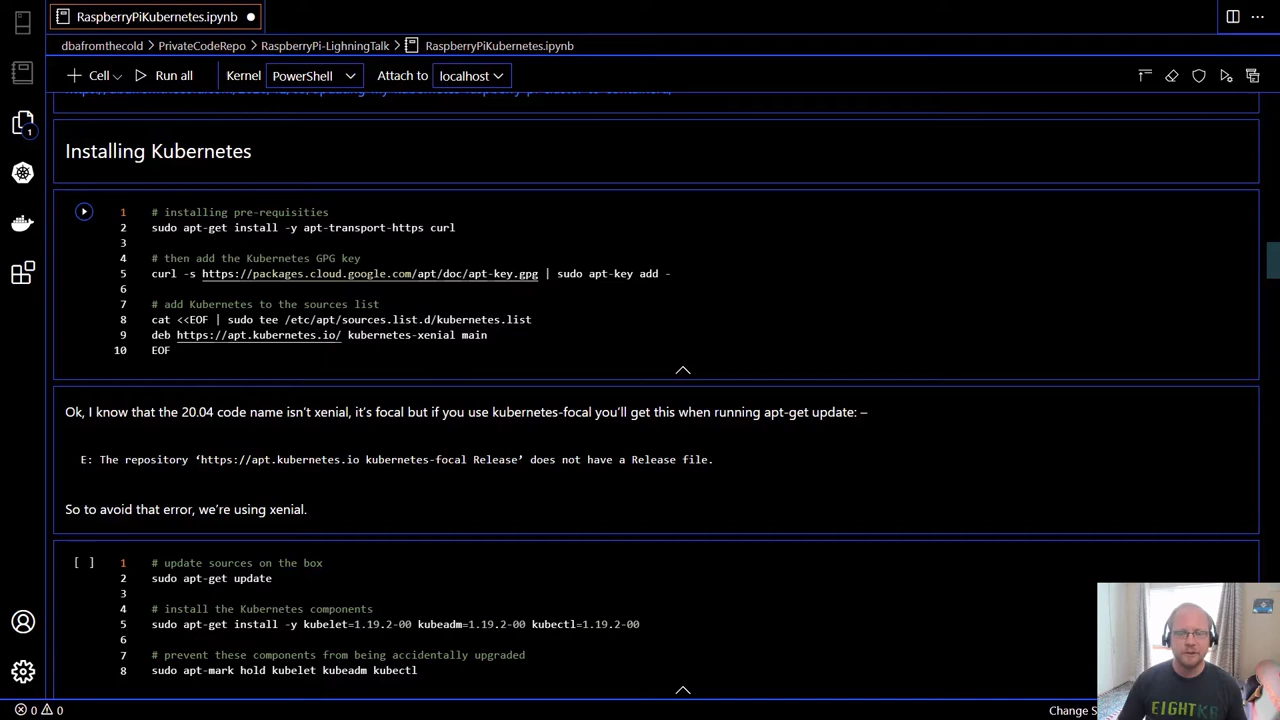 RaspberryPiKubernetes.ipynb
dbafromthecold > PrivateCodeRepo > RaspberryPi-LighningTalk > RaspberryPiKubernetes.ipynb
Cell Run all Kernel PowerShell Attach to localhost
Installing Kubernetes
1 # installing pre-requisities
2 sudo apt-get install -y apt-transport-https curl
3
4 # then add the Kubernetes GPG key
5 curl -s https://packages.cloud.google.com/apt/doc/apt-key.gpg | sudo apt-key add -
6
7 # add Kubernetes to the sources list
8 cat <<EOF | sudo tee /etc/apt/sources.list.d/kubernetes.list
9 deb https://apt.kubernetes.io/ kubernetes-xenial main
10 EOF
Ok, I know that the 20.04 code name isn't xenial, it's focal but if you use kubernetes-focal you'll get this when running apt-get update: –
E: The repository ‘https://apt.kubernetes.io kubernetes-focal Release’ does not have a Release file.
So to avoid that error, we're using xenial.
[ ] 1 # update sources on the box
2 sudo apt-get update
3
4 # install the Kubernetes components
5 sudo apt-get install -y kubelet=1.19.2-00 kubeadm=1.19.2-00 kubectl=1.19.2-00
6
7 # prevent these components from being accidentally upgraded
8 sudo apt-mark hold kubelet kubeadm kubectl
1
0 0
Change S
EIGHTKB